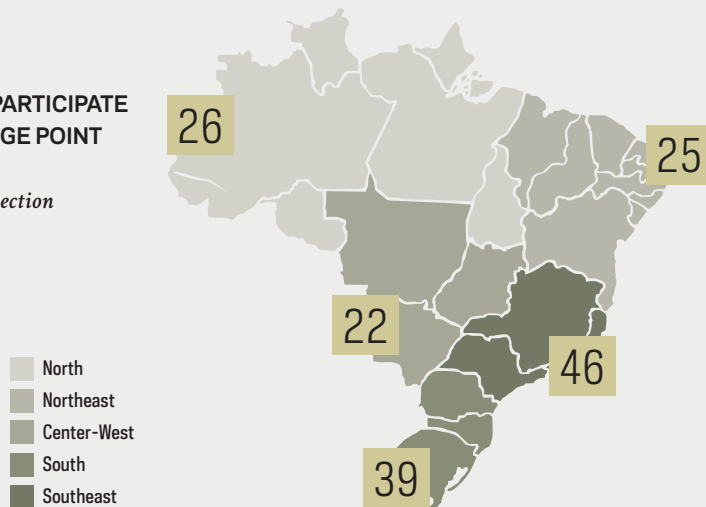 PARTICIPATE
GE POINT
ection
26
25
22
46
39
North
Northeast
Center-West
South
Southeast